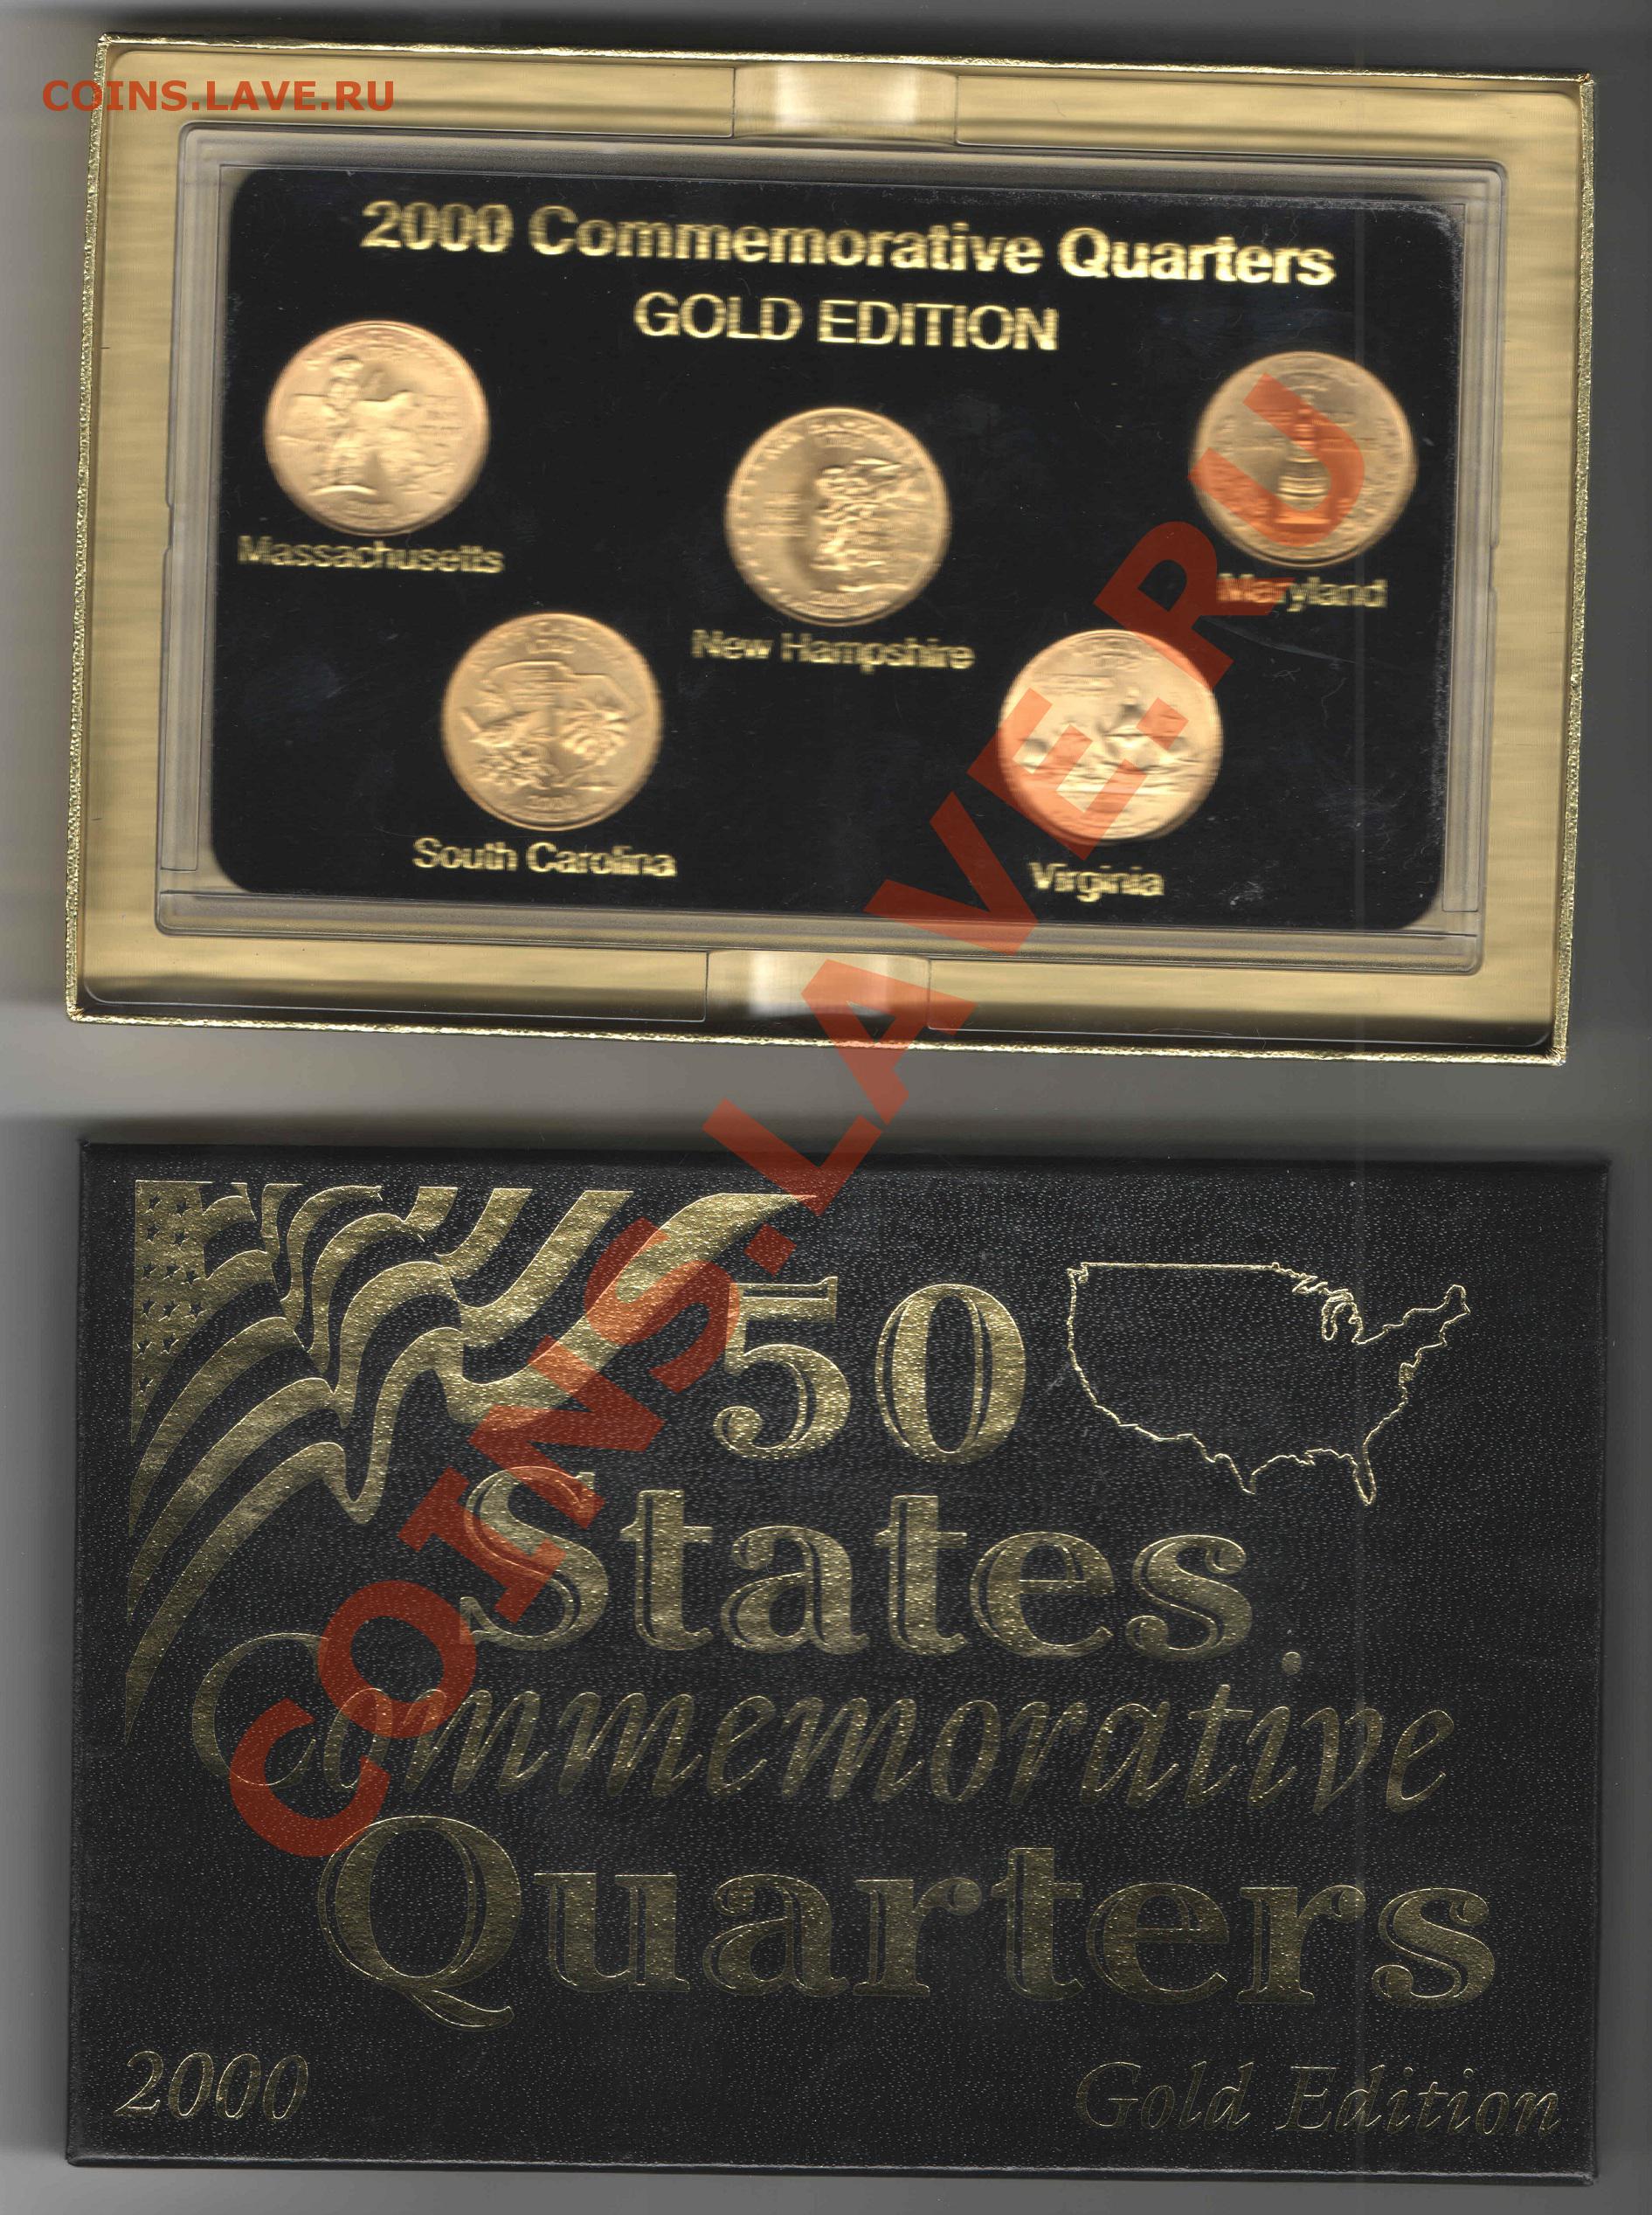 COINS.LAVE.RU
2000 Commemorative Quarters
GOLD EDITION
Massachusetts
New Hampshire
Maryland
South Carolina
Virginia
COINS.LAVE.RU
50
States
Commemorative
Quarters
2000
Gold Edition